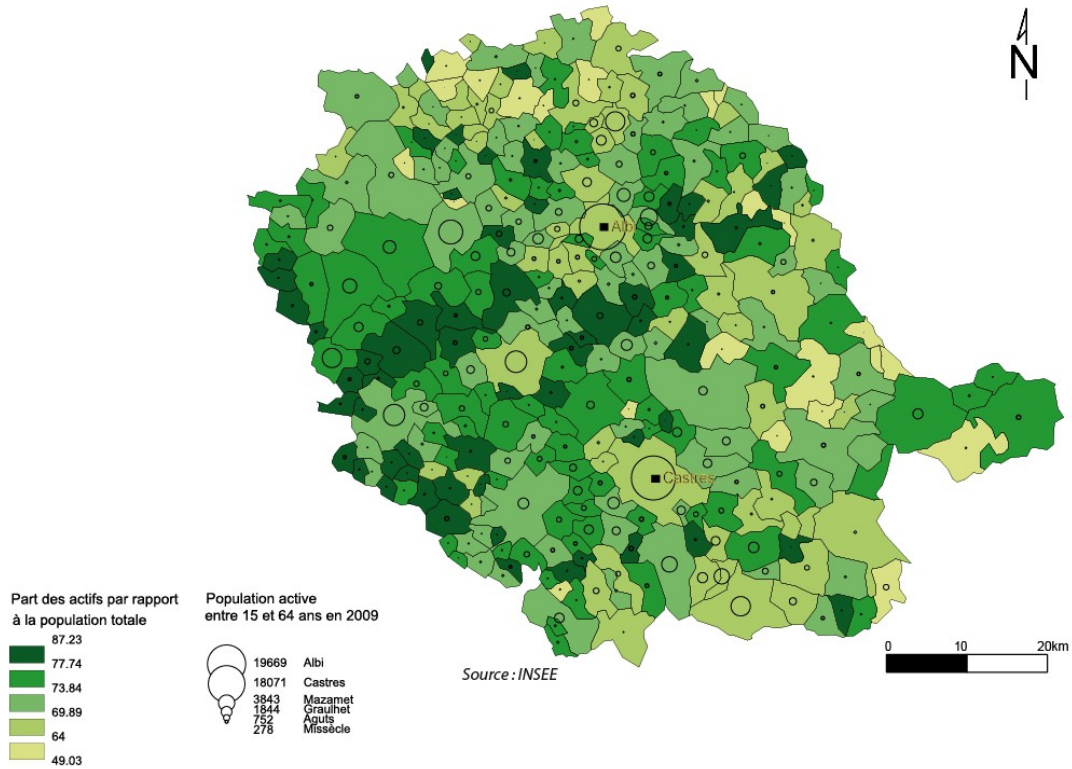 N
Albi
Castres
Part des actifs par rapport
à la population totale
87.23
77.74
73.84
69.89
64
49.03
Population active
entre 15 et 64 ans en 2009
19669 Albi
18071 Castres
3843 Mazamet
1844 Graulhet
752 Aguts
278 Missècle
Source : INSEE
0 10 20km